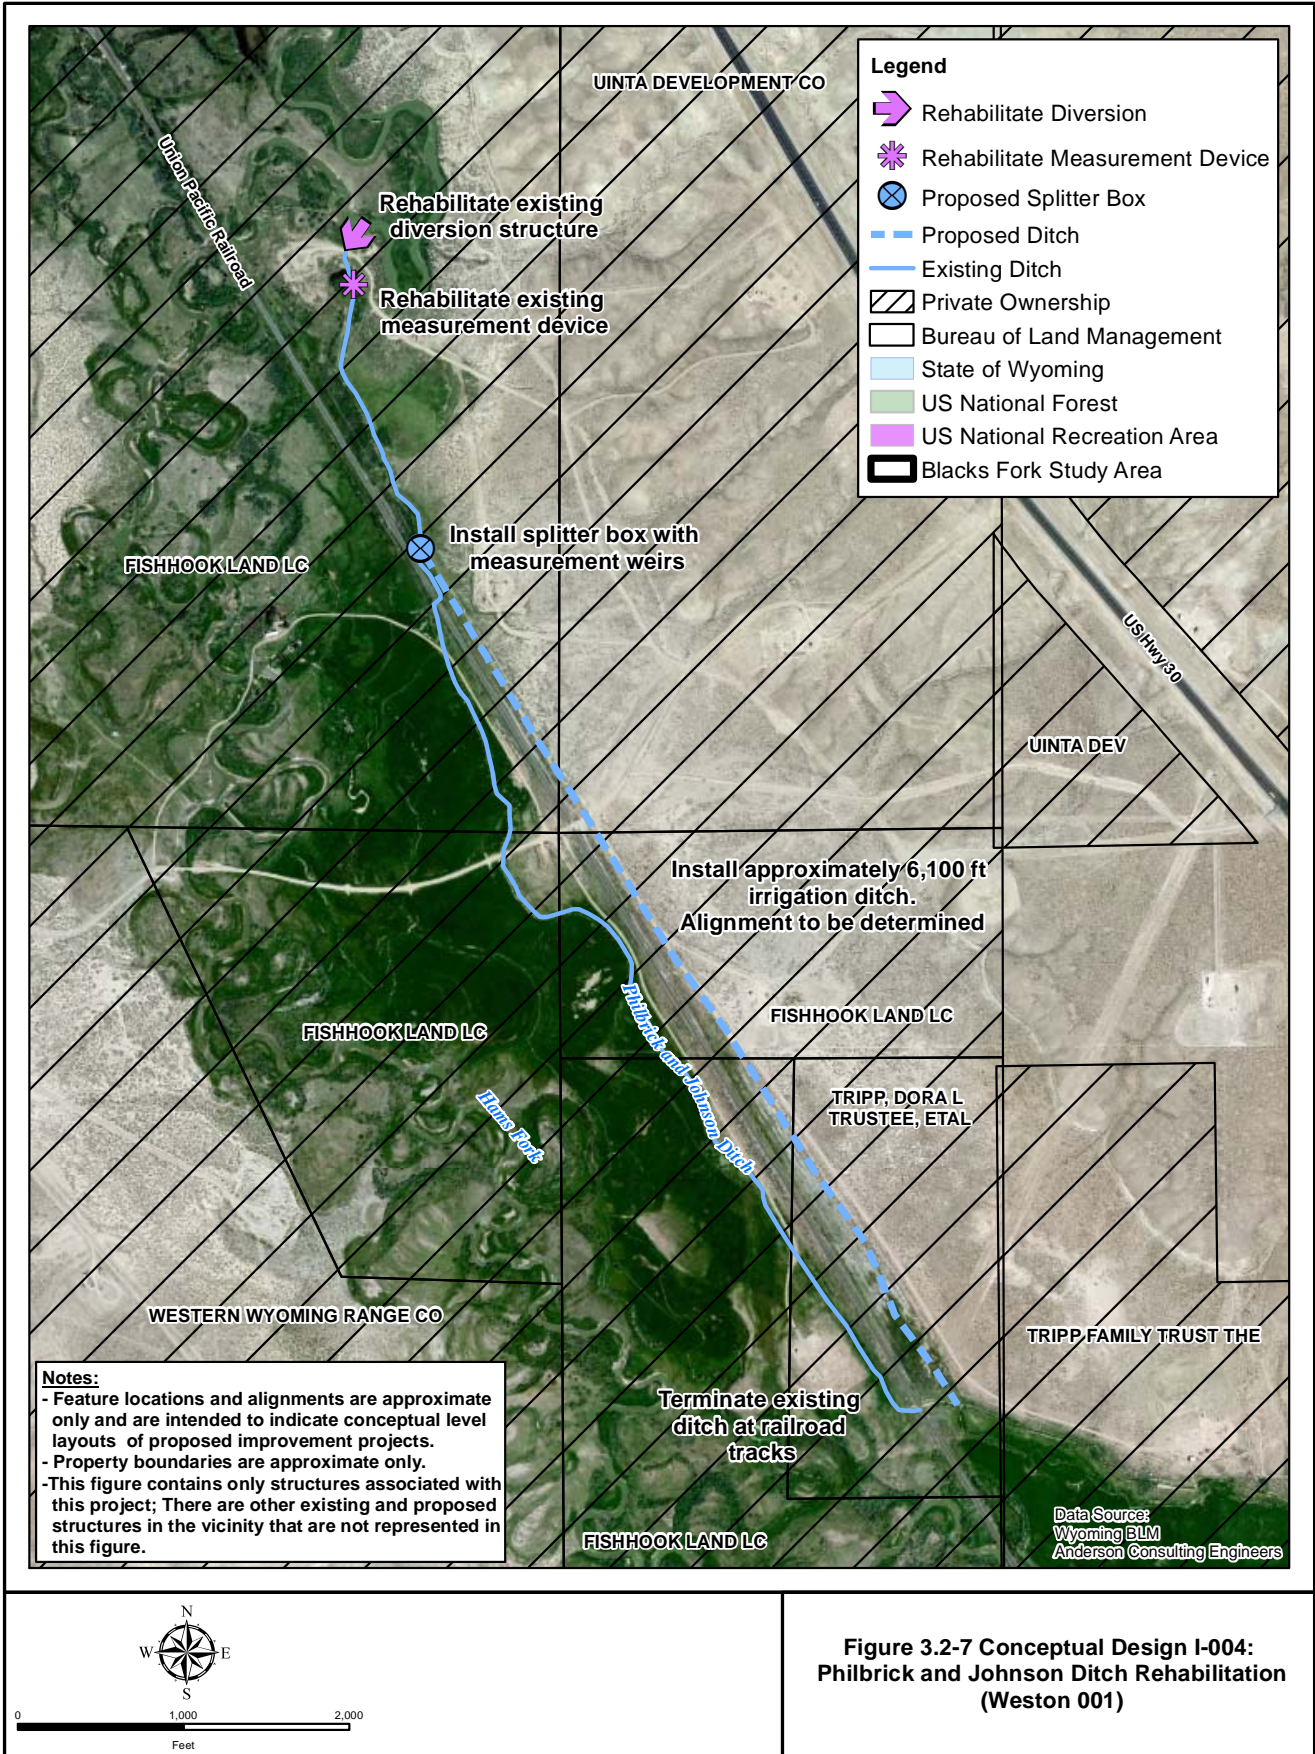 UINTA DEVELOPMENT CO
Legend
Rehabilitate Diversion
Rehabilitate Measurement Device
Proposed Splitter Box
Proposed Ditch
Existing Ditch
Private Ownership
Bureau of Land Management
State of Wyoming
US National Forest
US National Recreation Area
Blacks Fork Study Area
Union Pacific Railroad
Rehabilitate existing
diversion structure
Rehabilitate existing
measurement device
Install splitter box with
measurement weirs
FISHHOOK LAND LC
US Hwy 30
UINTA DEV
Install approximately 6,100 ft
irrigation ditch.
Alignment to be determined
FISHHOOK LAND LC
FISHHOOK LAND LC
Philbrick and Johnson Ditch
Hams Fork
TRIPP, DORA L
TRUSTEE, ETAL
WESTERN WYOMING RANGE CO
TRIPP FAMILY TRUST THE
Terminate existing
ditch at railroad
tracks
Notes:
- Feature locations and alignments are approximate
only and are intended to indicate conceptual level
layouts of proposed improvement projects.
- Property boundaries are approximate only.
-This figure contains only structures associated with
this project; There are other existing and proposed
structures in the vicinity that are not represented in
this figure.
FISHHOOK LAND LC
Data Source:
Wyoming BLM
Anderson Consulting Engineers
N
W E
S
0 1,000 2,000
Feet
Figure 3.2-7 Conceptual Design I-004:
Philbrick and Johnson Ditch Rehabilitation
(Weston 001)